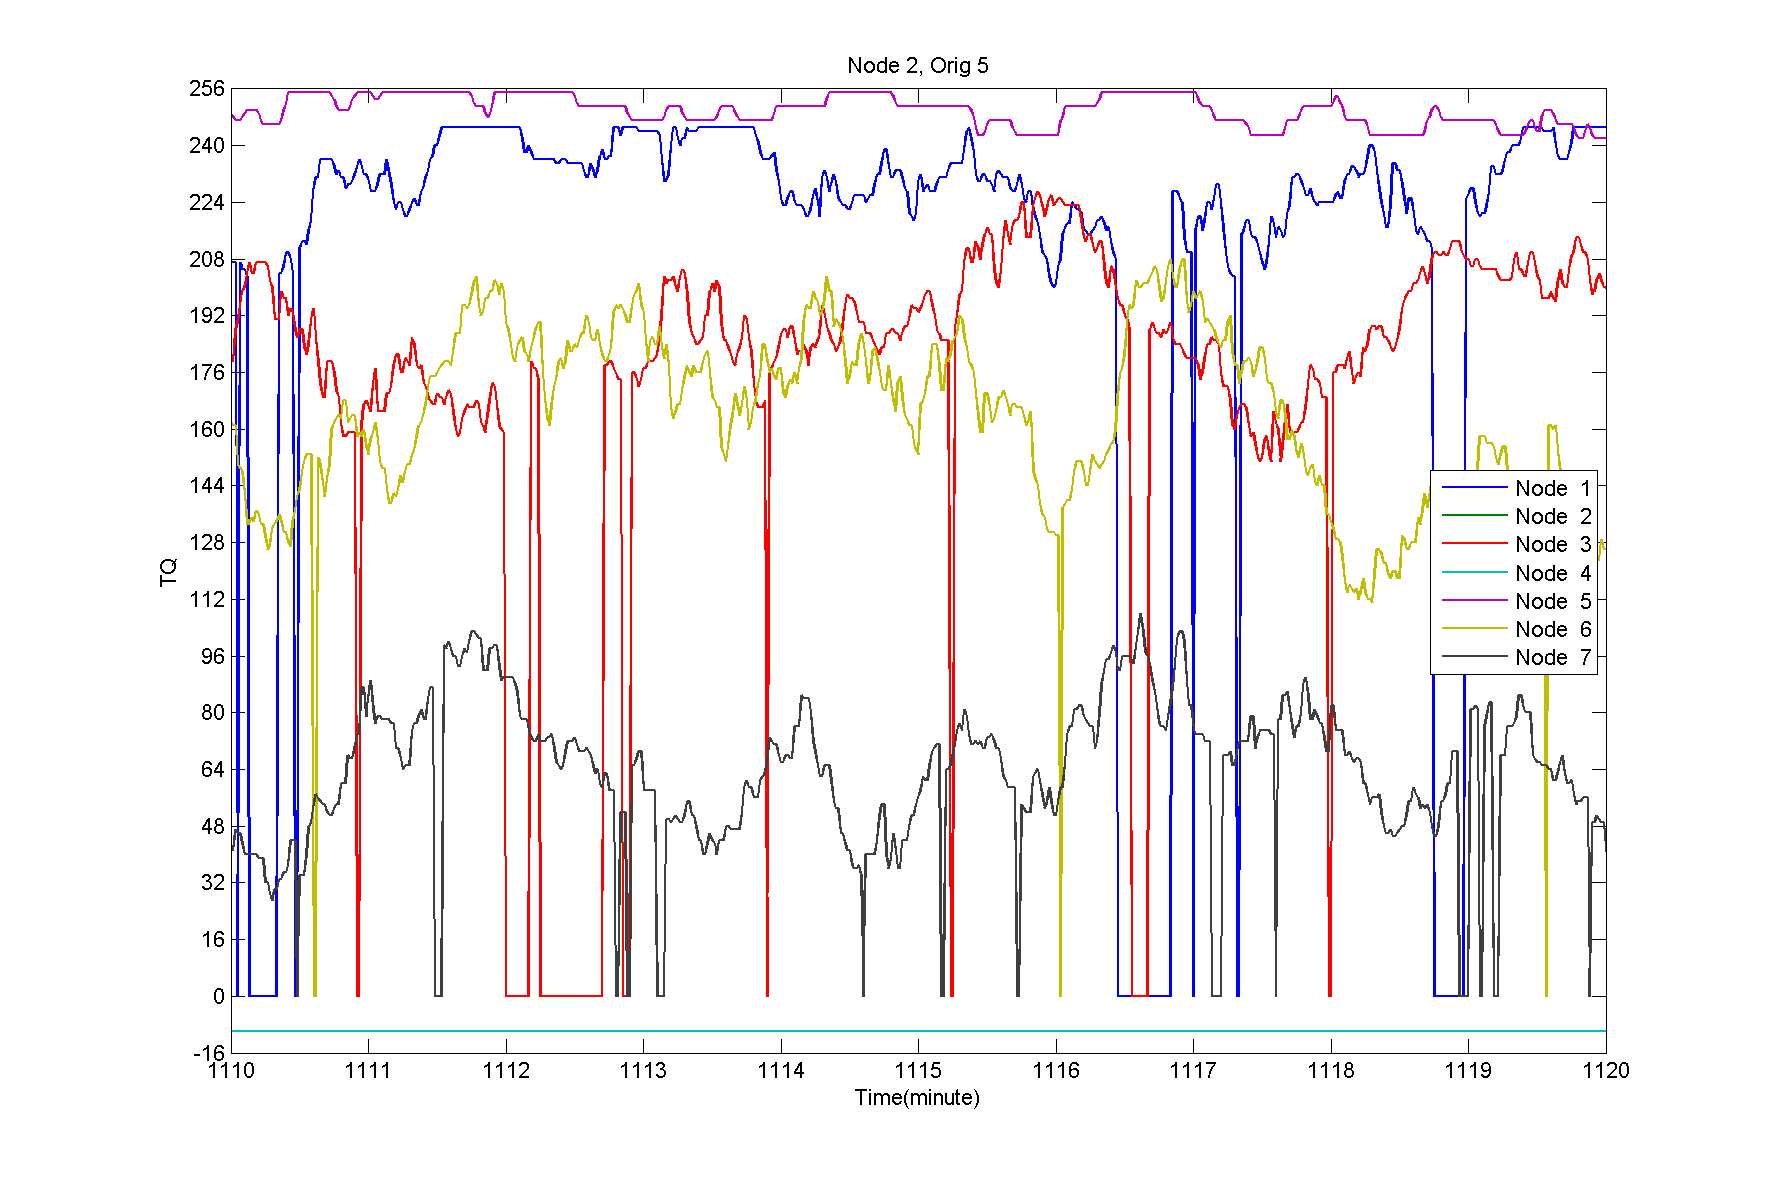 Node 2, Orig 5
256
240
224
208
192
176
160
144
128
112
96
80
64
48
32
16
0
-16
TQ
Node 1
Node 2
Node 3
Node 4
Node 5
Node 6
Node 7
1110 1111 1112 1113 1114 1115 1116 1117 1118 1119 1120
Time(minute)